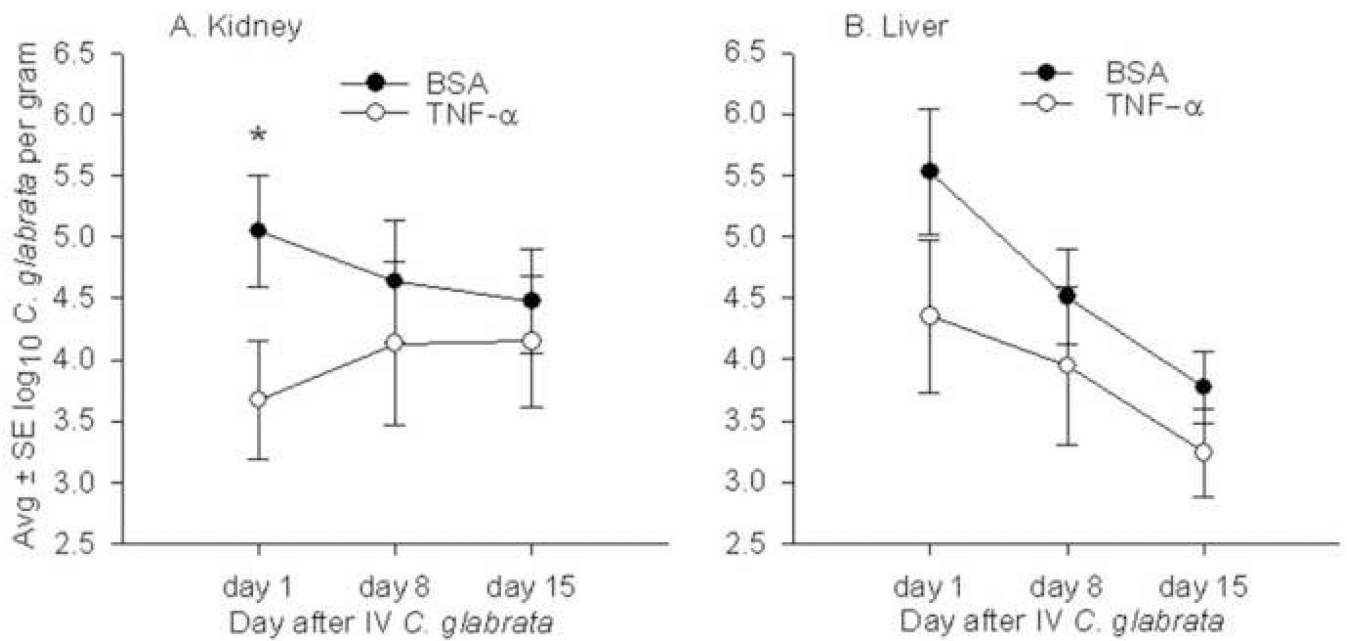 A. Kidney
BSA
TNF-α
*
Avg ± SE log10 C. glabrata per gram
6.5
6.0
5.5
5.0
4.5
4.0
3.5
3.0
2.5
day 1 day 8 day 15
Day after IV C. glabrata
B. Liver
BSA
TNF–α
6.5
6.0
5.5
5.0
4.5
4.0
3.5
3.0
2.5
day 1 day 8 day 15
Day after IV C. glabrata